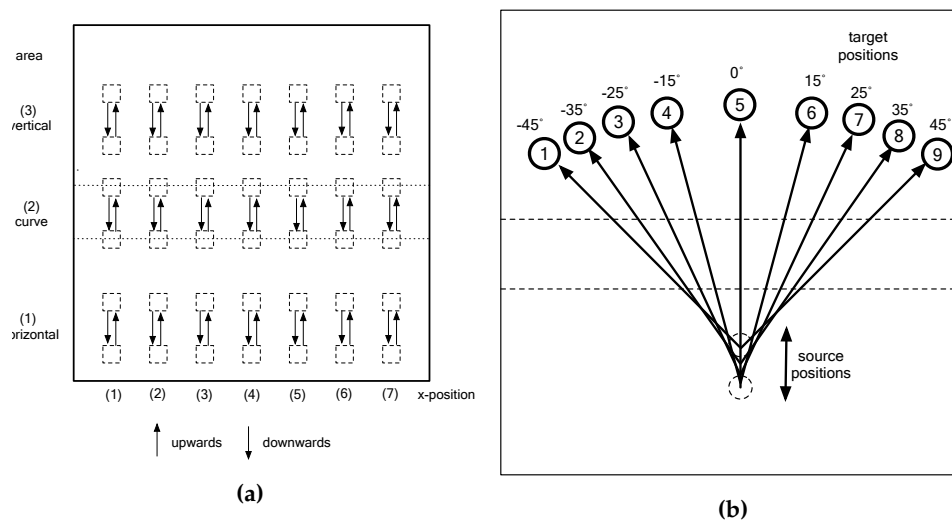 area
(3)
vertical
(2)
curve
(1)
orizontal
(1) (2) (3) (4) (5) (6) (7) x-position
upwards downwards
(a)
target
positions
0°
-15° 15°
-25° 25°
-35° 35°
-45° 45°
1 2 3 4 5 6 7 8 9
source
positions
(b)